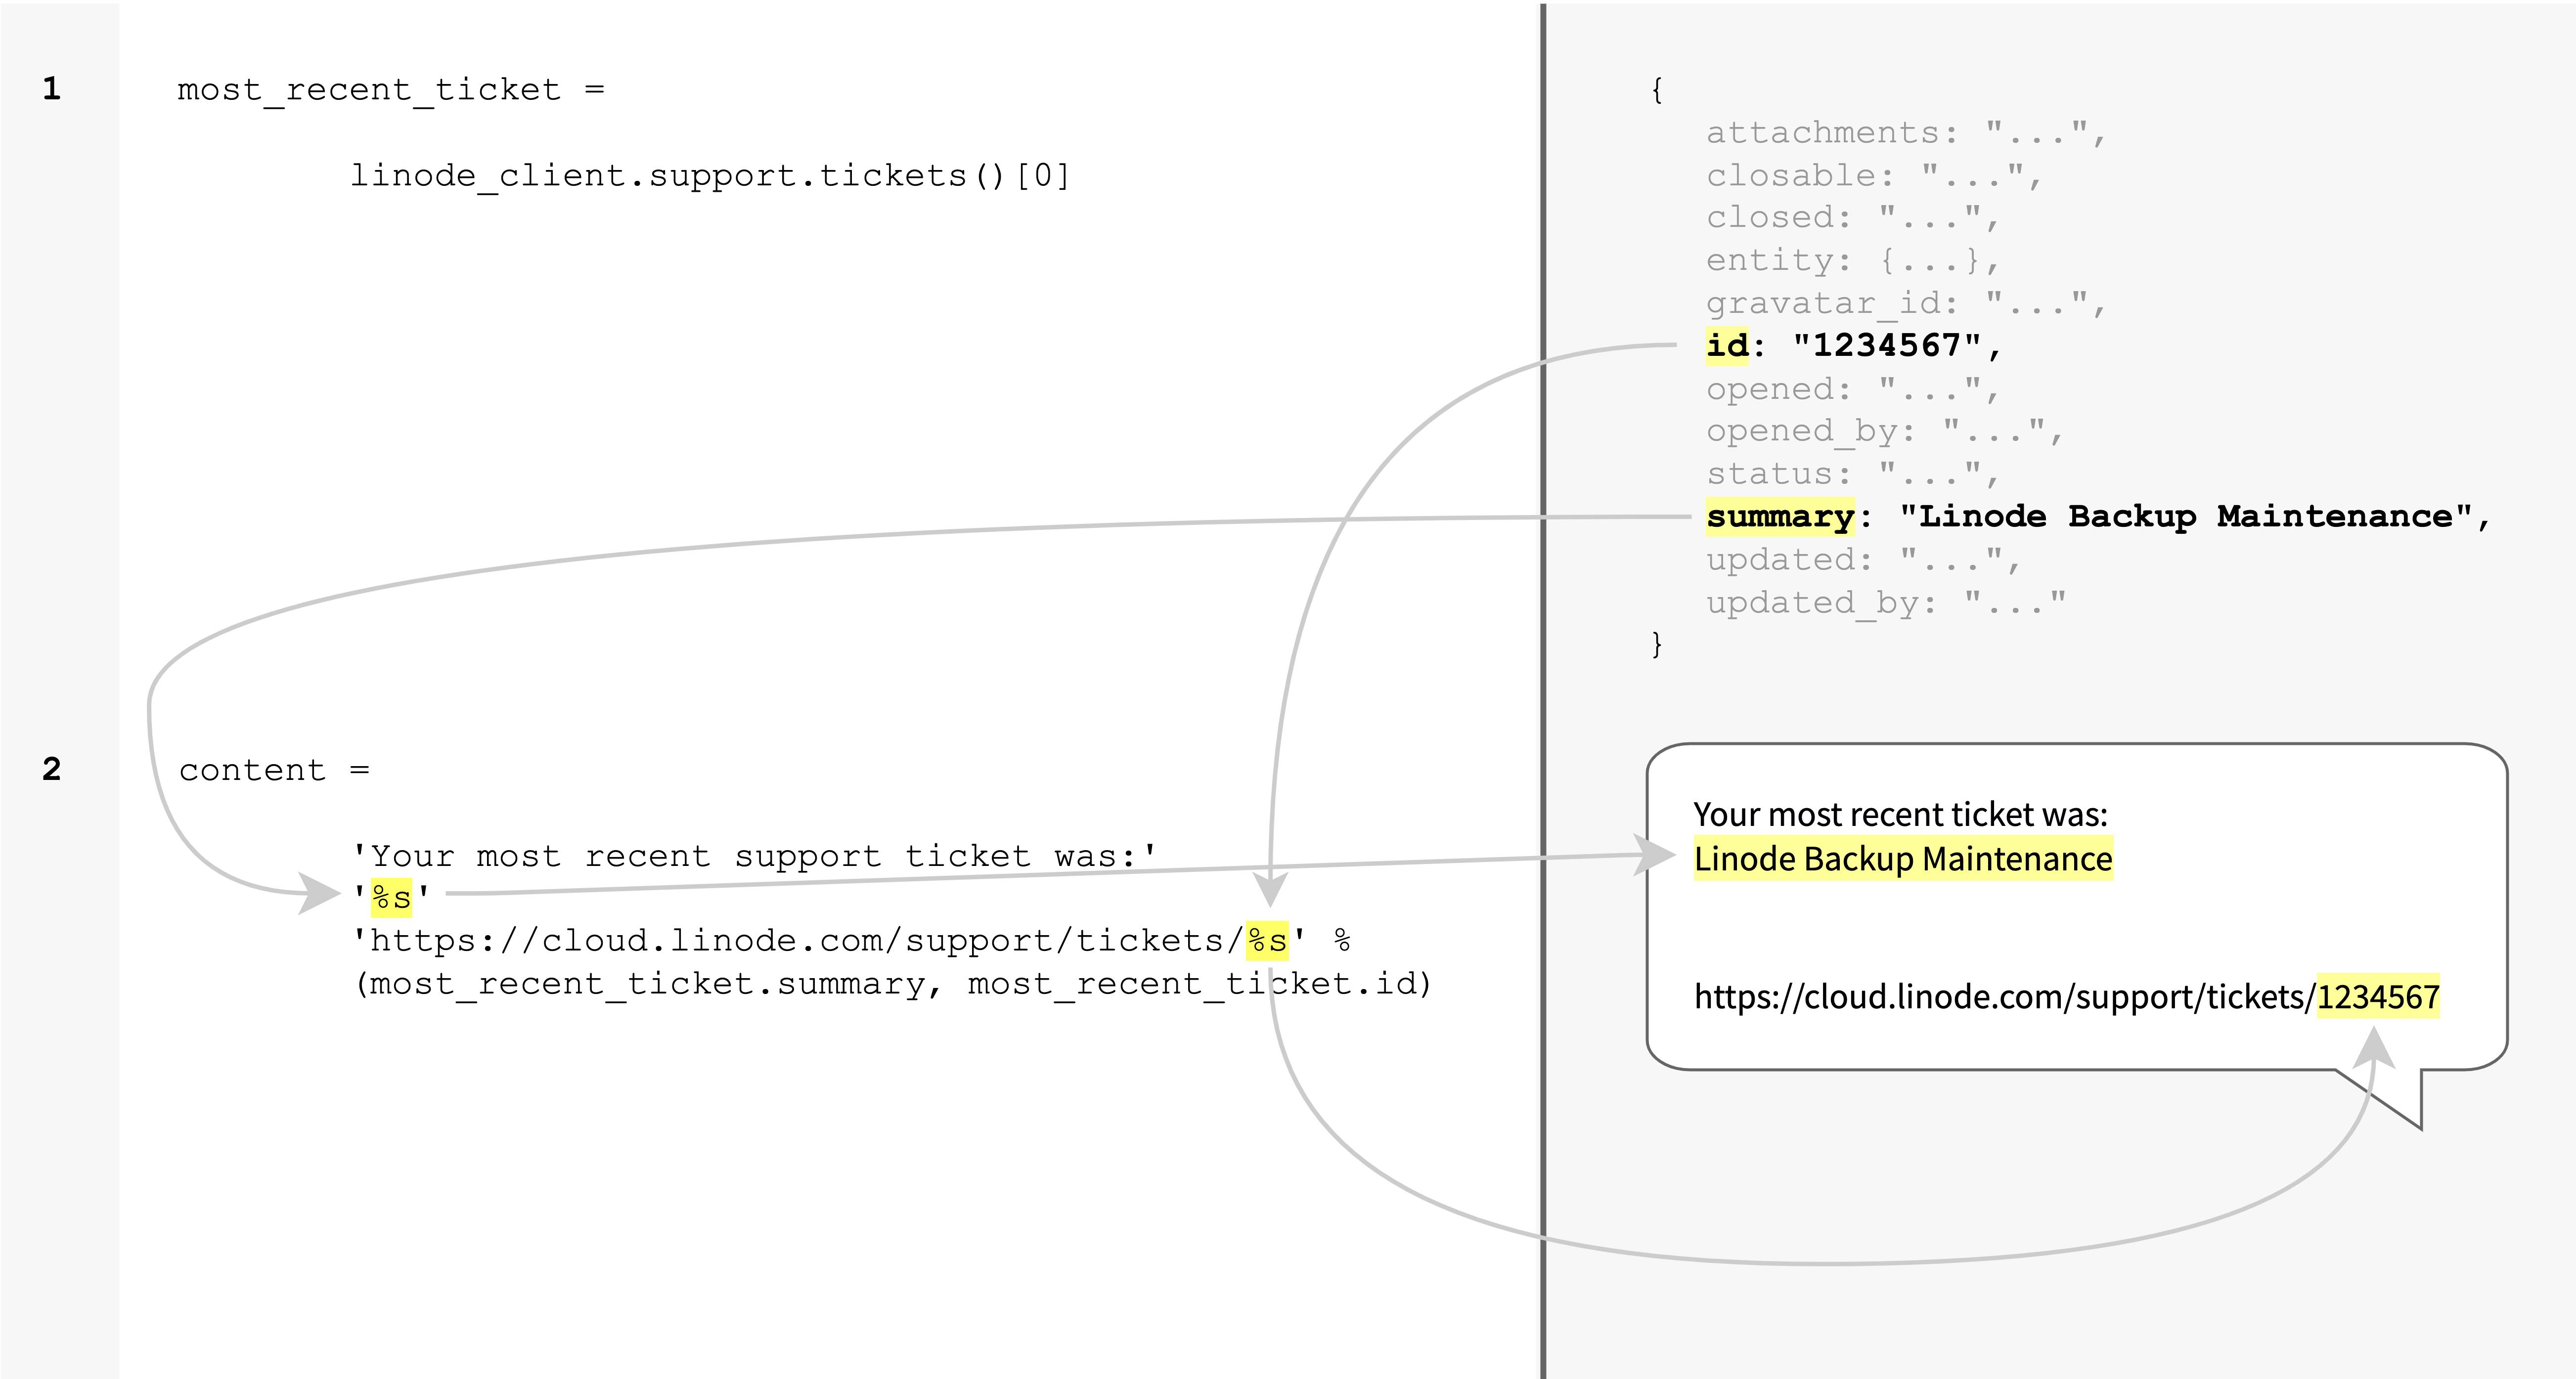 1
most_recent_ticket =
linode_client.support.tickets()[0]
{
attachments: "...",
closable: "...",
closed: "...",
entity: {...},
gravatar_id: "...",
id: "1234567",
opened: "...",
opened_by: "...",
status: "...",
summary: "Linode Backup Maintenance",
updated: "...",
updated_by: "..."
}
2
content =
'Your most recent support ticket was:'
'%s'
'https://cloud.linode.com/support/tickets/%s' %
(most_recent_ticket.summary, most_recent_ticket.id)
Your most recent ticket was:
Linode Backup Maintenance
https://cloud.linode.com/support/tickets/1234567